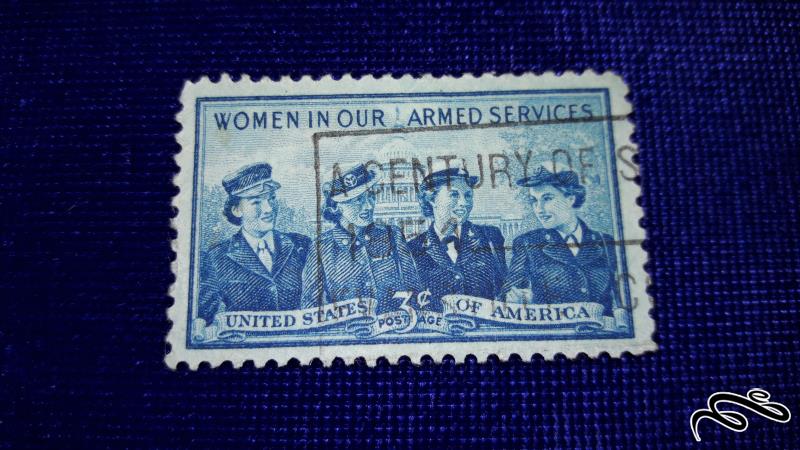 WOMEN IN OUR ARMED SERVICES
A CENTURY OF S
UNITED STATES 3¢ OF AMERICA
POSTAGE